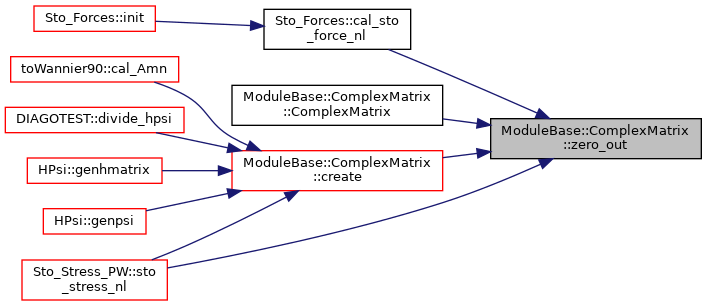 Sto_Forces::init
Sto_Forces::cal_sto
_force_nl
toWannier90::cal_Amn
ModuleBase::ComplexMatrix
::ComplexMatrix
DIAGOTEST::divide_hpsi
ModuleBase::ComplexMatrix
::zero_out
HPsi::genhmatrix
ModuleBase::ComplexMatrix
::create
HPsi::genpsi
Sto_Stress_PW::sto
_stress_nl